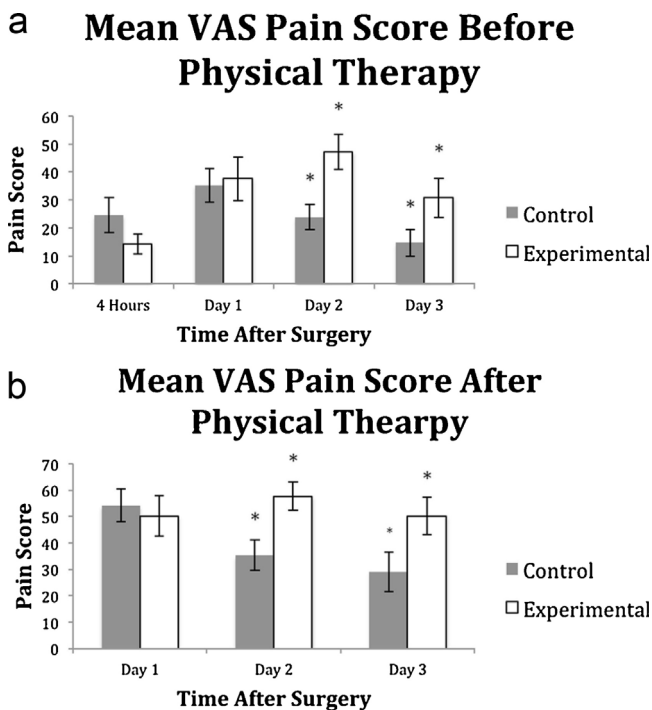 a
Mean VAS Pain Score Before
Physical Therapy
60
50
40
30
20
10
0
Pain Score
* * * *
Control
Experimental
4 Hours Day 1 Day 2 Day 3
Time After Surgery
b
Mean VAS Pain Score After
Physical Thearpy
70
60
50
40
30
20
10
0
Pain Score
* * * *
Control
Experimental
Day 1 Day 2 Day 3
Time After Surgery